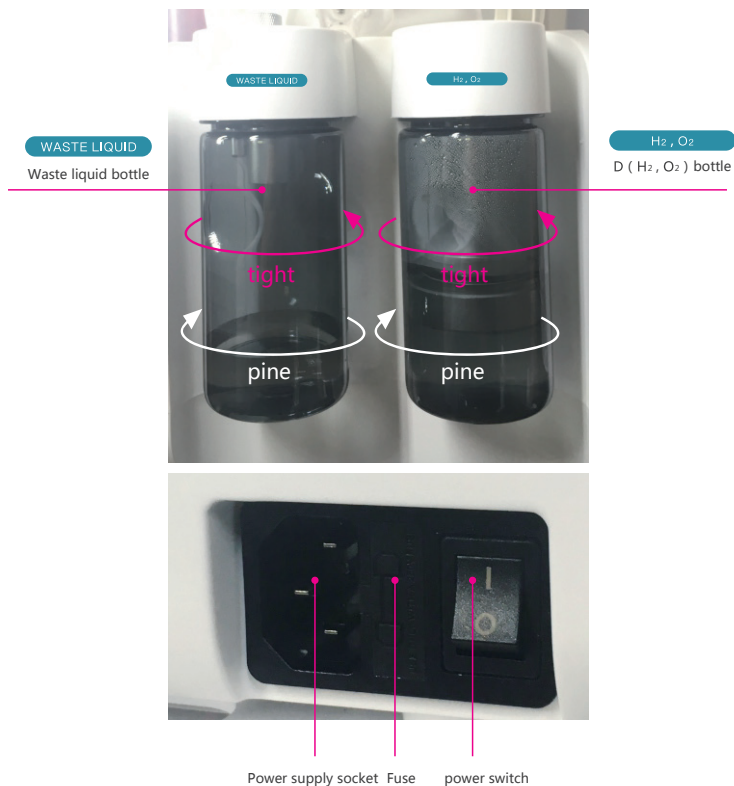 WASTE LIQUID
H2 , O2
WASTE LIQUID
Waste liquid bottle
H2 , O2
D ( H2 , O2 ) bottle
tight
tight
pine
pine
I
O
Power supply socket
Fuse
power switch